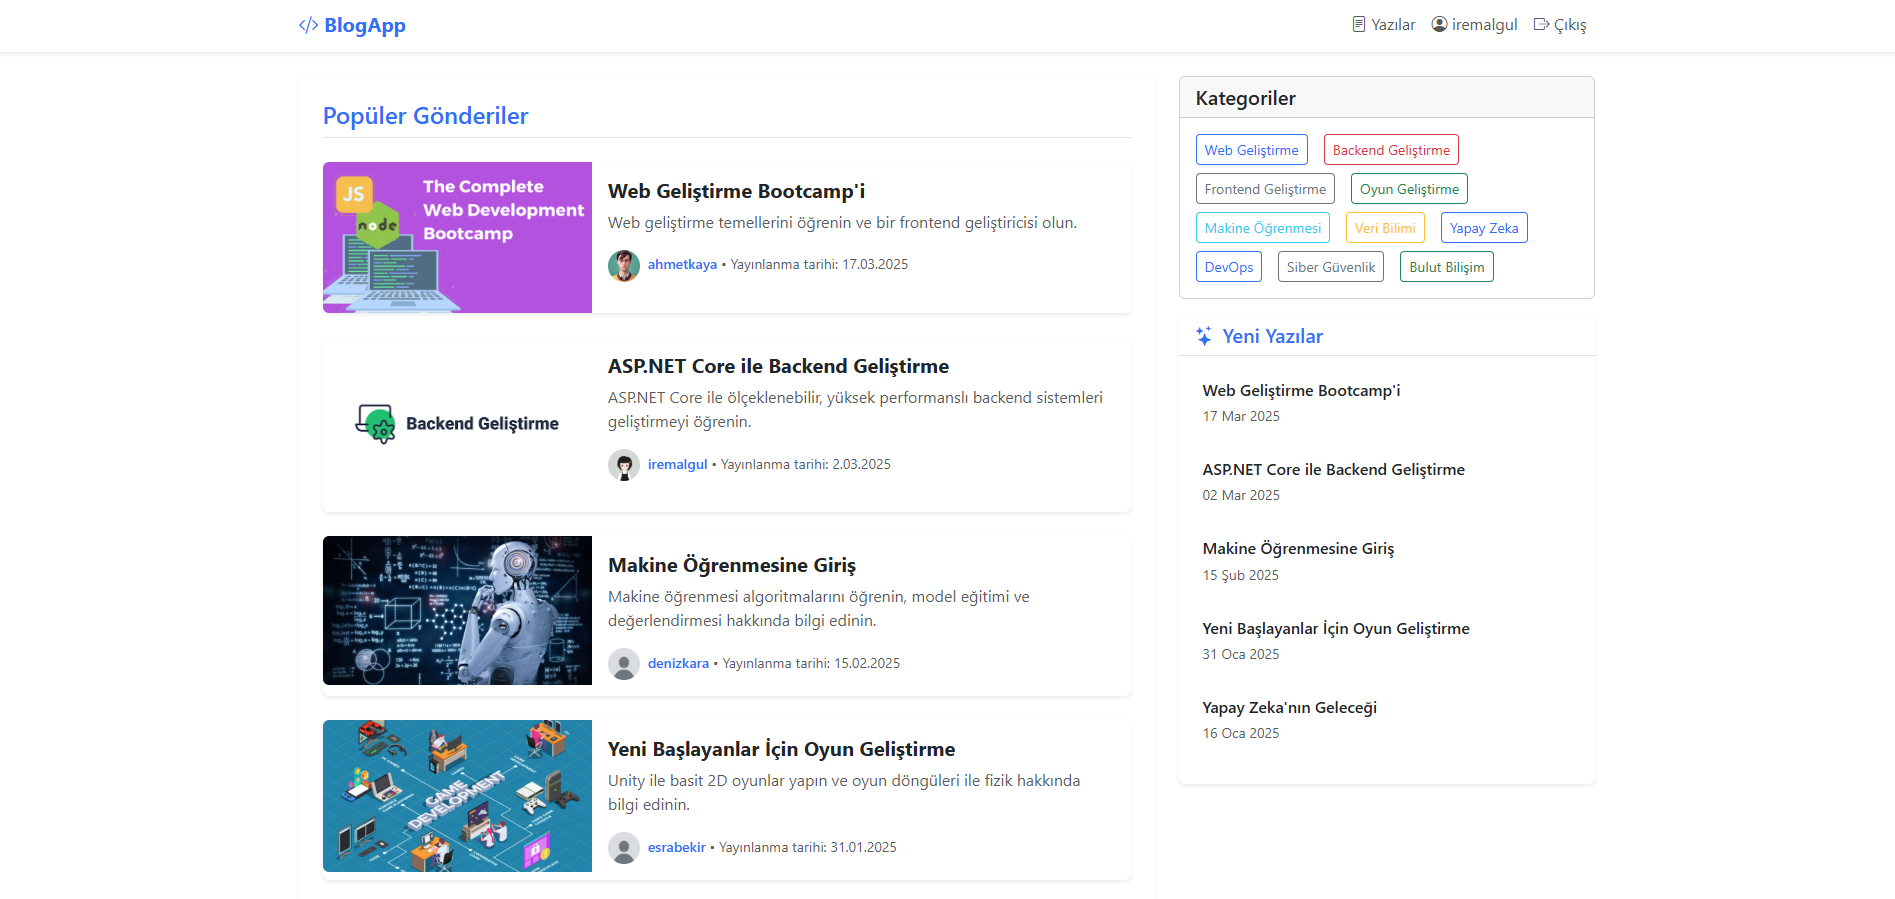 </> BlogApp
Yazılar
iremalgul
Çıkış
Popüler Gönderiler
JS
node
The Complete
Web Development
Bootcamp
Web Geliştirme Bootcamp'i
Web geliştirme temellerini öğrenin ve bir frontend geliştiricisi olun.
ahmetkaya • Yayınlanma tarihi: 17.03.2025
Backend Geliştirme
ASP.NET Core ile Backend Geliştirme
ASP.NET Core ile ölçeklenebilir, yüksek performanslı backend sistemleri
geliştirmeyi öğrenin.
iremalgul • Yayınlanma tarihi: 2.03.2025
Makine Öğrenmesine Giriş
Makine öğrenmesi algoritmalarını öğrenin, model eğitimi ve
değerlendirmesi hakkında bilgi edinin.
denizkara • Yayınlanma tarihi: 15.02.2025
GAME
DEVELOPMENT
Yeni Başlayanlar İçin Oyun Geliştirme
Unity ile basit 2D oyunlar yapın ve oyun döngüleri ile fizik hakkında
bilgi edinin.
esrabekir • Yayınlanma tarihi: 31.01.2025
Kategoriler
Web Geliştirme
Backend Geliştirme
Frontend Geliştirme
Oyun Geliştirme
Makine Öğrenmesi
Veri Bilimi
Yapay Zeka
DevOps
Siber Güvenlik
Bulut Bilişim
Yeni Yazılar
Web Geliştirme Bootcamp'i
17 Mar 2025
ASP.NET Core ile Backend Geliştirme
02 Mar 2025
Makine Öğrenmesine Giriş
15 Şub 2025
Yeni Başlayanlar İçin Oyun Geliştirme
31 Oca 2025
Yapay Zeka'nın Geleceği
16 Oca 2025